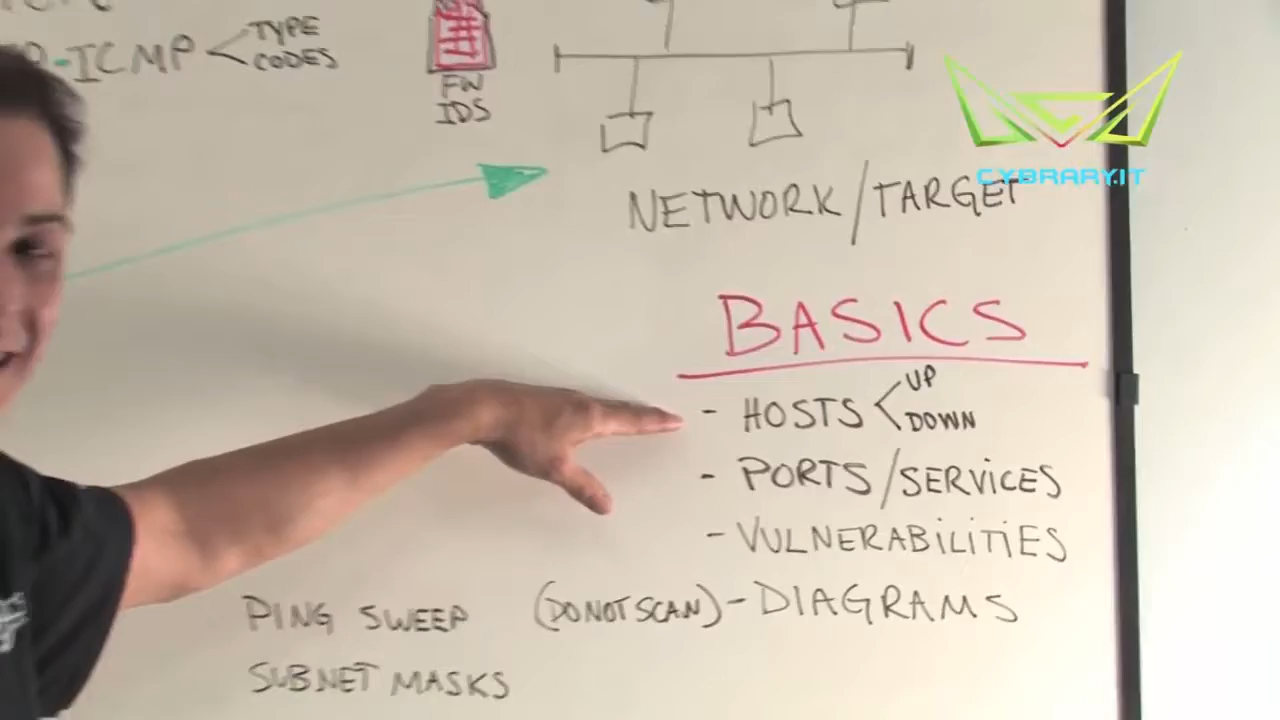 -ICMP < TYPE
CODES
FW
IDS
CYBRARY.IT
NETWORK/TARGET
BASICS
- HOSTS < UP
DOWN
- PORTS/SERVICES
- VULNERABILITIES
(DO NOT SCAN) - DIAGRAMS
PING SWEEP
SUBNET MASKS